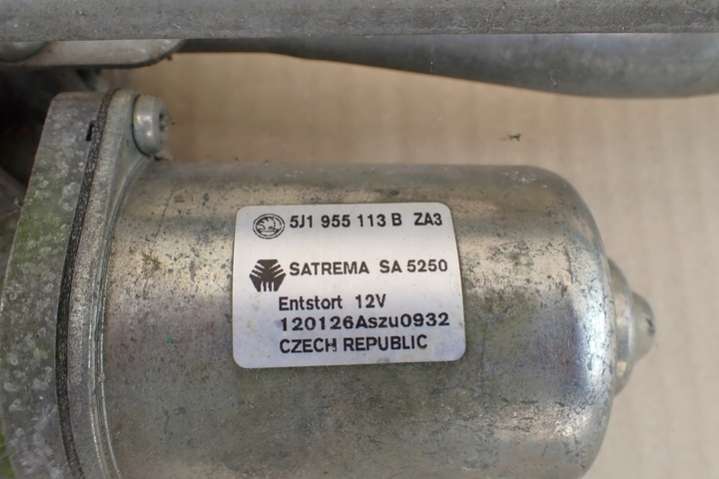 5J1 955 113 B ZA3
SATREMA SA 5250
Entstort 12V
120126Aszu0932
CZECH REPUBLIC